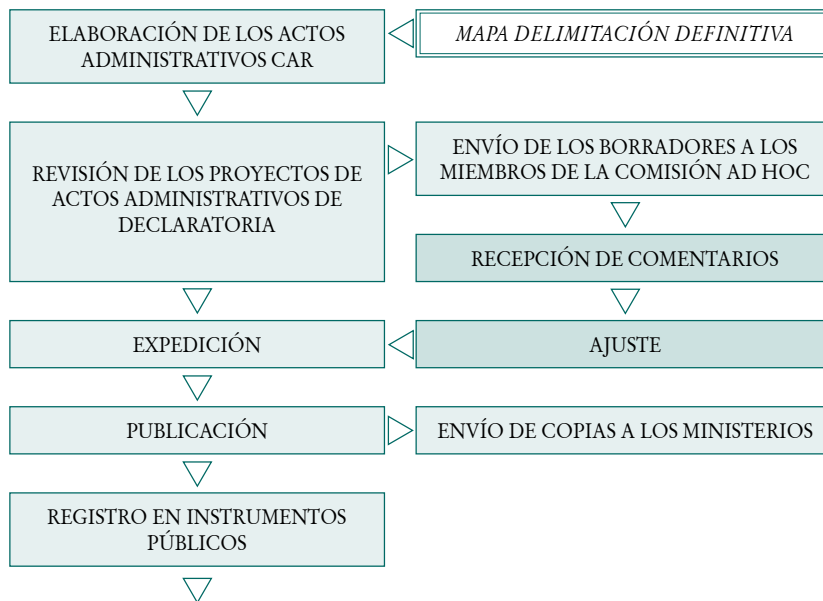 ELABORACIÓN DE LOS ACTOS
ADMINISTRATIVOS CAR
MAPA DELIMITACIÓN DEFINITIVA
REVISIÓN DE LOS PROYECTOS DE
ACTOS ADMINISTRATIVOS DE
DECLARATORIA
ENVÍO DE LOS BORRADORES A LOS
MIEMBROS DE LA COMISIÓN AD HOC
RECEPCIÓN DE COMENTARIOS
EXPEDICIÓN
AJUSTE
PUBLICACIÓN
ENVÍO DE COPIAS A LOS MINISTERIOS
REGISTRO EN INSTRUMENTOS
PÚBLICOS